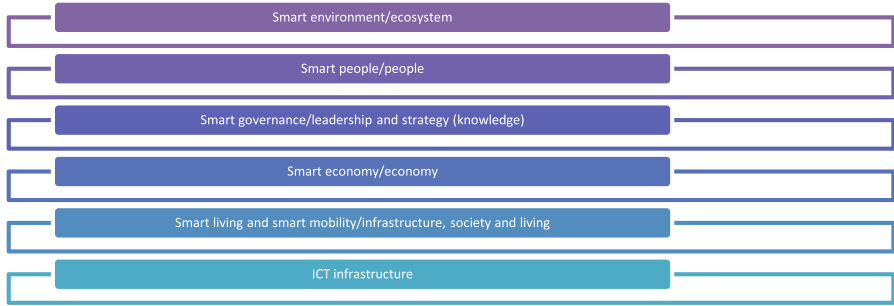 Smart environment/ecosystem
Smart people/people
Smart governance/leadership and strategy (knowledge)
Smart economy/economy
Smart living and smart mobility/infrastructure, society and living
ICT infrastructure